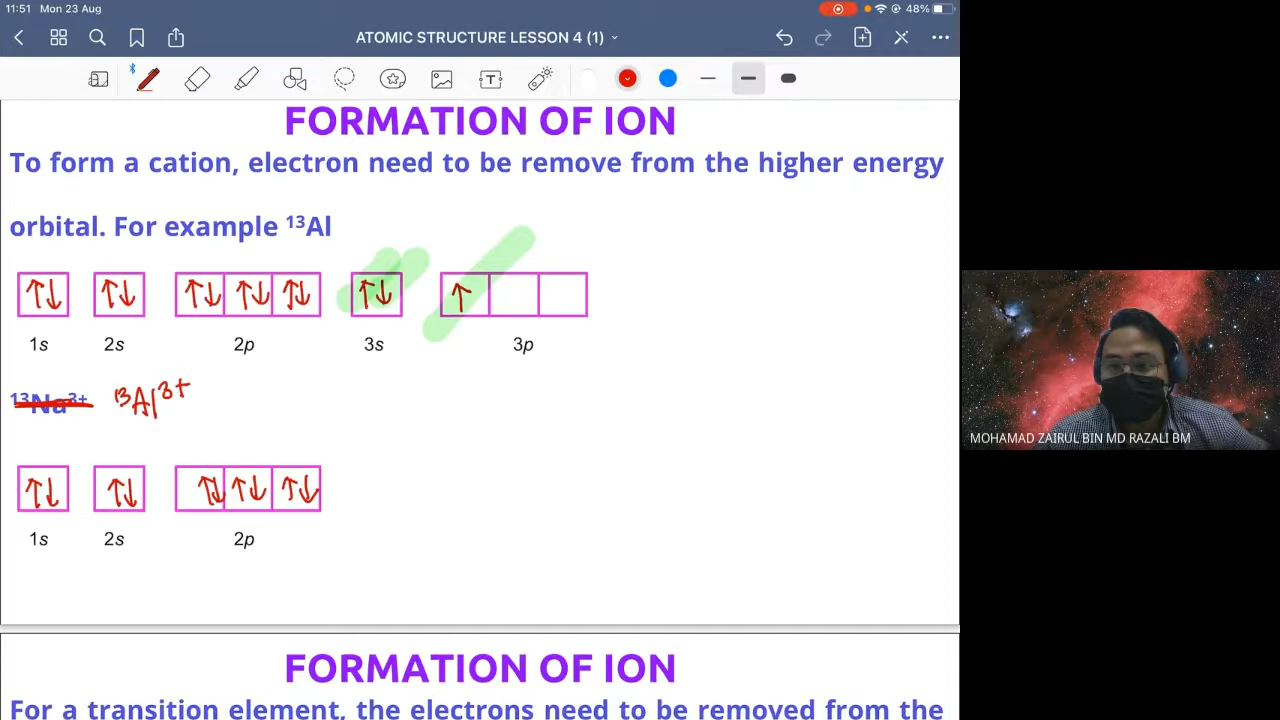 11:51 Mon 23 Aug
48%
ATOMIC STRUCTURE LESSON 4 (1)
T
FORMATION OF ION
To form a cation, electron need to be remove from the higher energy
orbital. For example ¹³Al
↑↓ ↑↓ ↑↓ ↑↓ ↑↓ ↑↓ ↑
1s 2s 2p 3s 3p
¹³Na³⁺ ¹³Al³⁺
↑↓ ↑↓ ↑↓ ↑↓ ↑↓
1s 2s 2p
FORMATION OF ION
For a transition element, the electrons need to be removed from the
MOHAMAD ZAIRUL BIN MD RAZALI BM